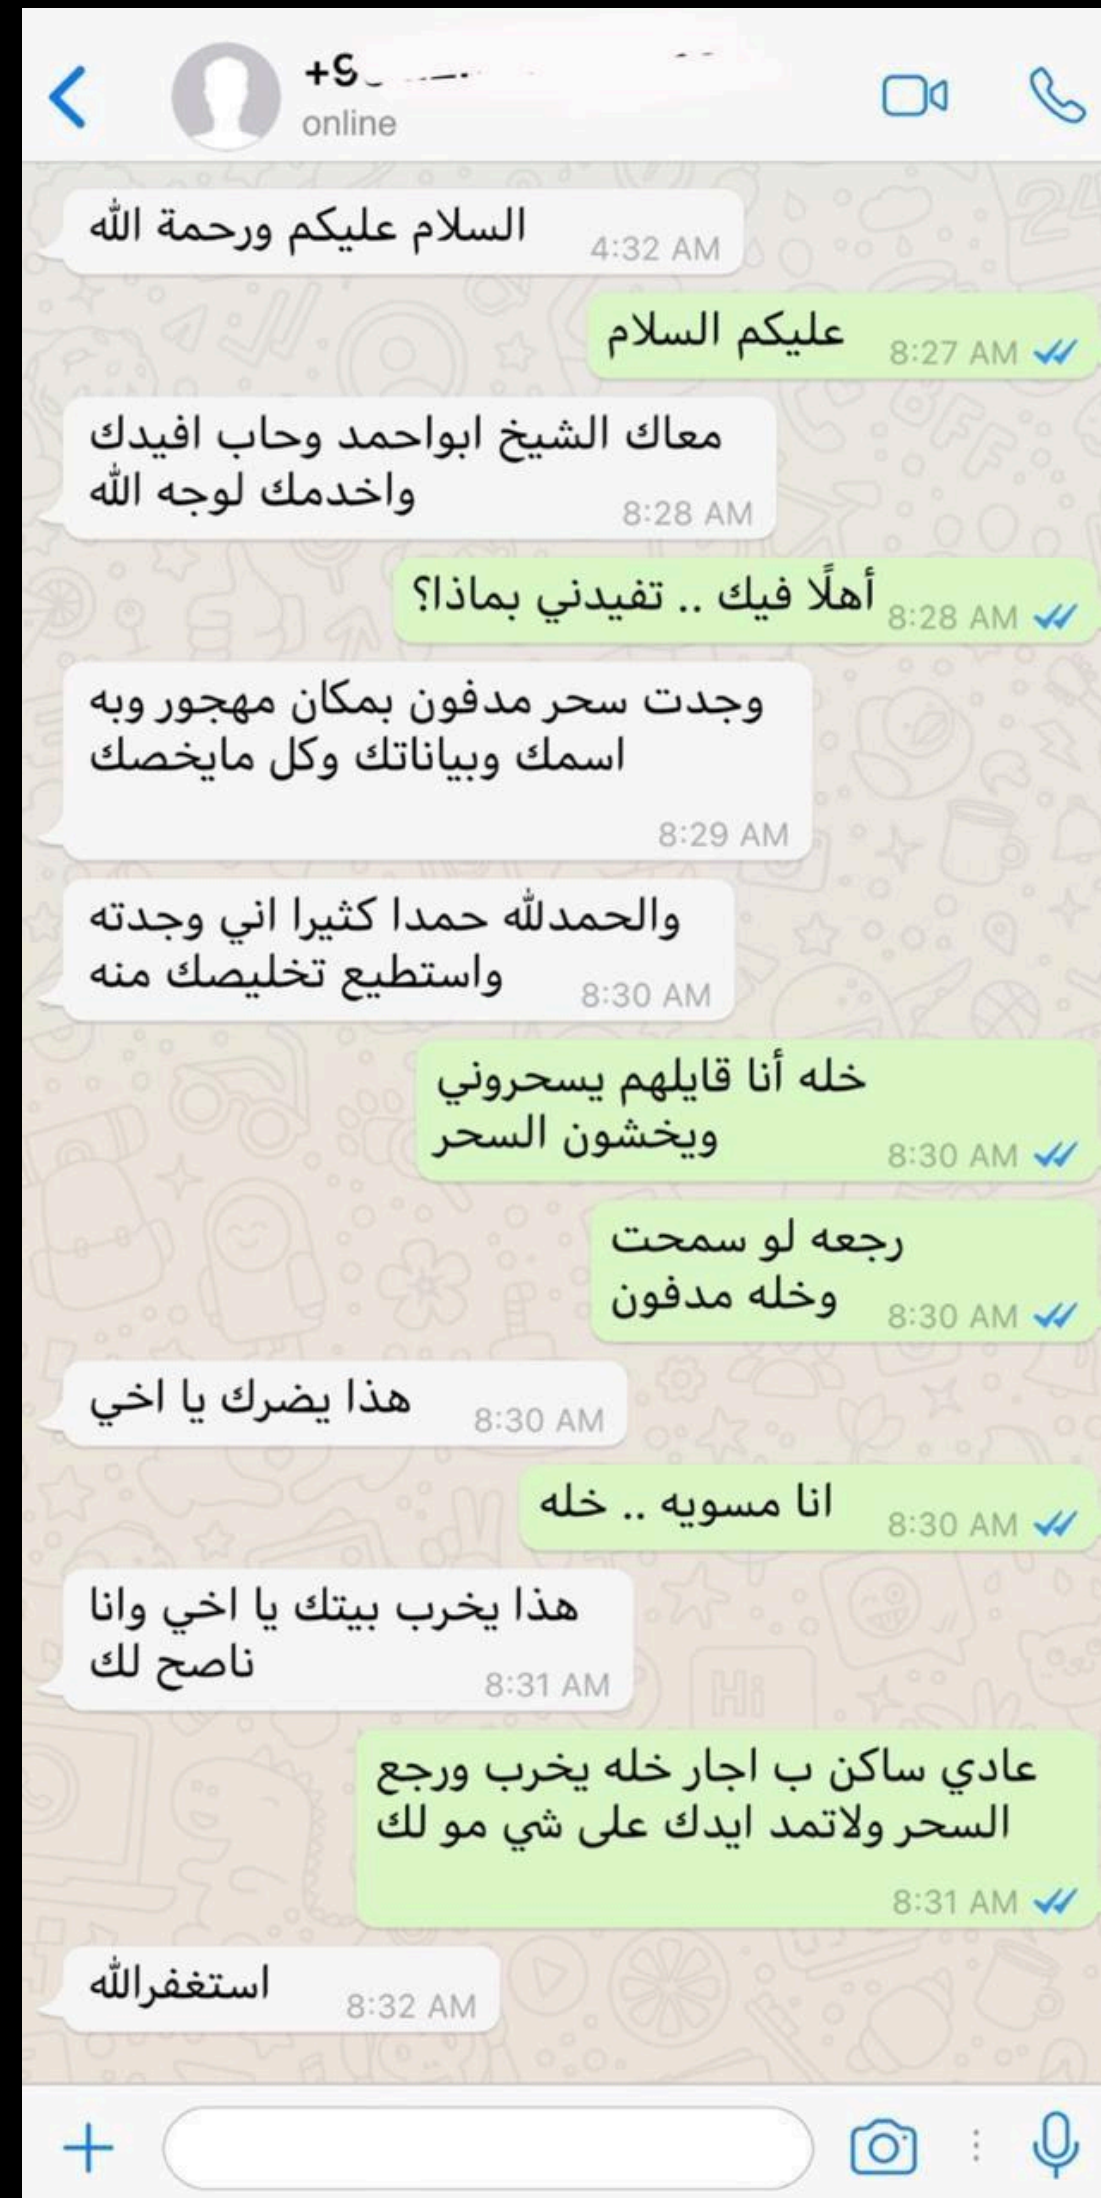 online
السلام عليكم ورحمة الله
4:32 AM
عليكم السلام
8:27 AM
معاك الشيخ ابواحمد وحاب افيدك
واخدمك لوجه الله
8:28 AM
أهلًا فيك .. تفيدني بماذا؟
8:28 AM
وجدت سحر مدفون بمكان مهجور وبه
اسمك وبياناتك وكل مايخصك
8:29 AM
والحمدلله حمدا كثيرا اني وجدته
واستطيع تخليصك منه
8:30 AM
خله أنا قايلهم يسحروني
ويخشون السحر
8:30 AM
رجعه لو سمحت
وخله مدفون
8:30 AM
هذا يضرك يا اخي
8:30 AM
انا مسويه .. خله
8:30 AM
هذا يخرب بيتك يا اخي وانا
ناصح لك
8:31 AM
عادي ساكن ب اجار خله يخرب ورجع
السحر ولاتمد ايدك على شي مو لك
8:31 AM
استغفرالله
8:32 AM